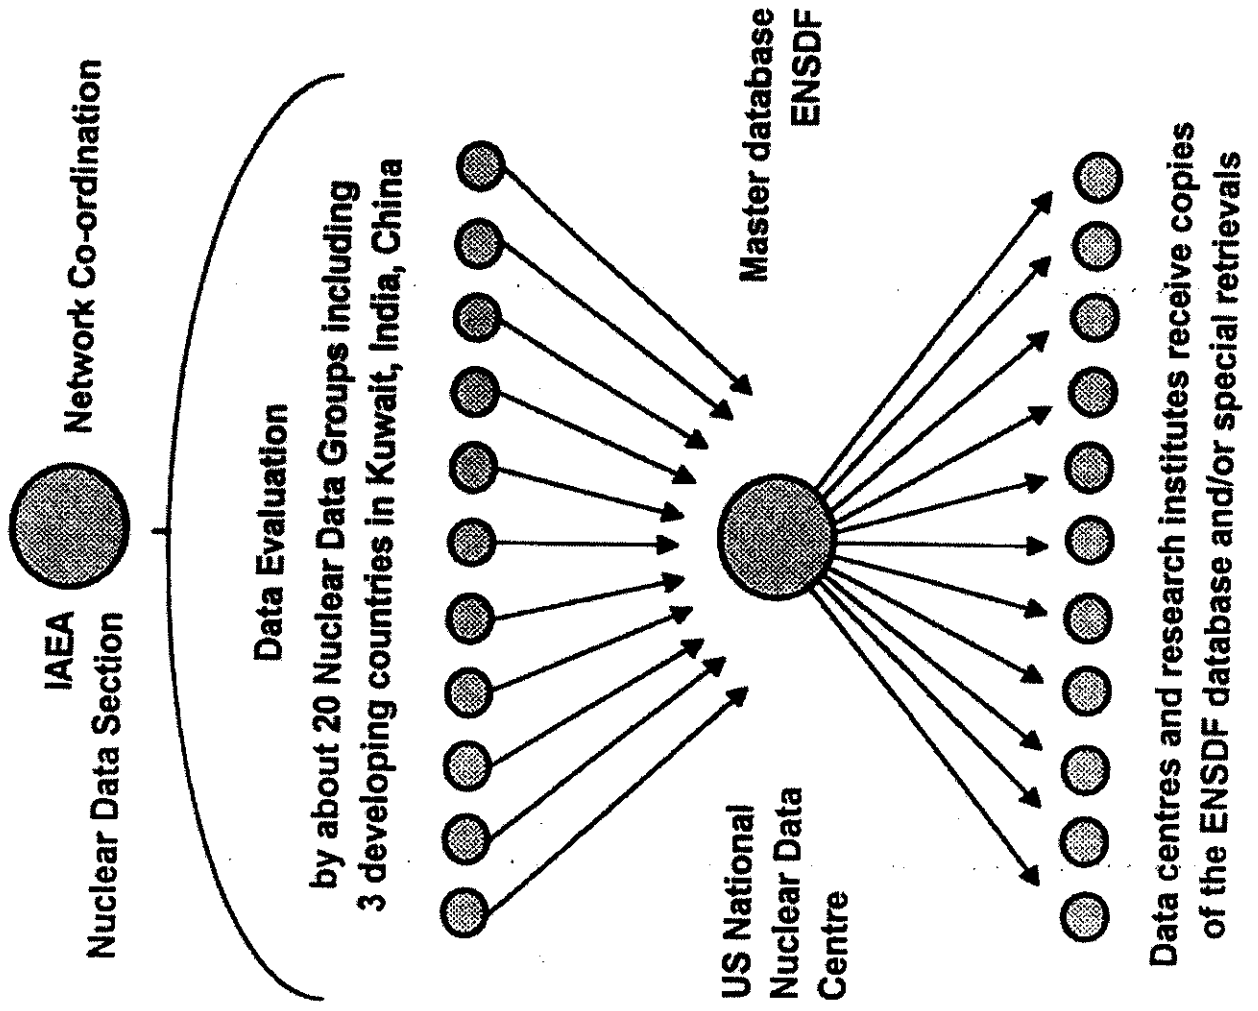 IAEA
Nuclear Data Section
Network Co-ordination
Data Evaluation
by about 20 Nuclear Data Groups including
3 developing countries in Kuwait, India, China
US National
Nuclear Data
Centre
Master database
ENSDF
Data centres and research institutes receive copies
of the ENSDF database and/or special retrievals